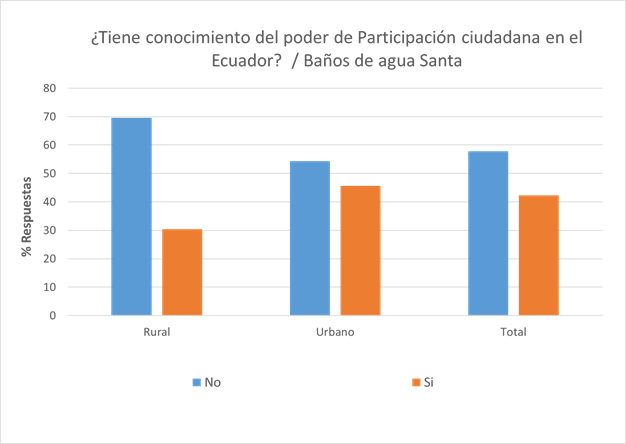 ¿Tiene conocimiento del poder de Participación ciudadana en el
Ecuador?  / Baños de agua Santa
80
70
60
50
40
30
20
10
0
% Respuestas
Rural
Urbano
Total
No
Si